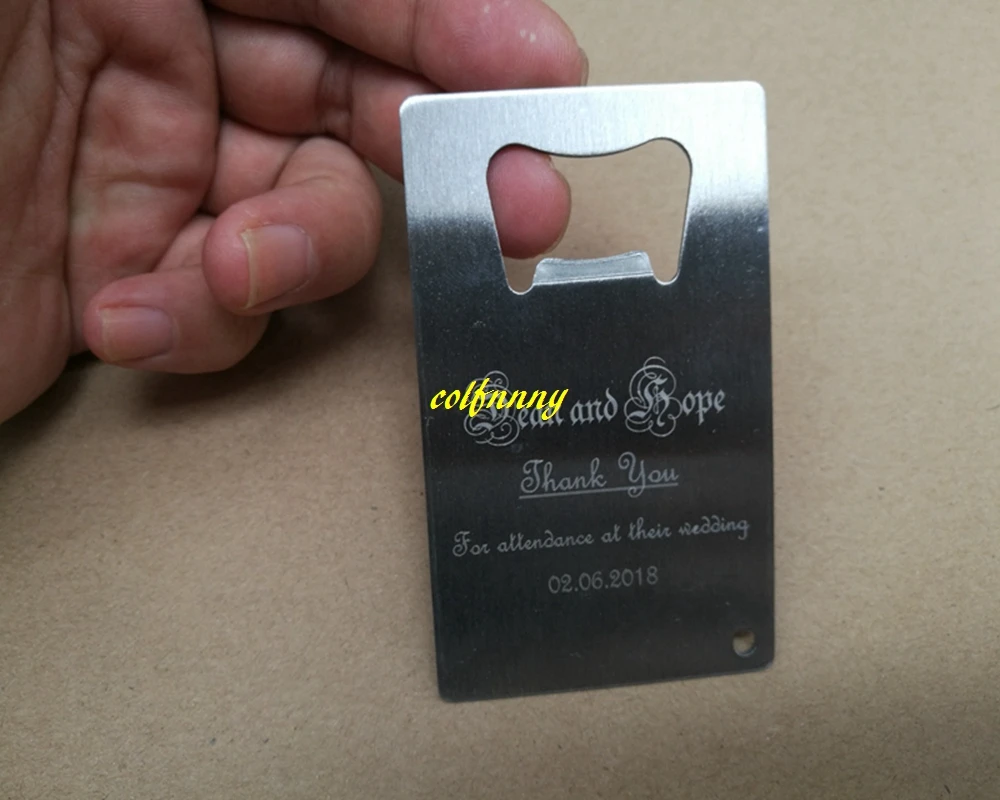 colfnnny
and Hope
Thank You
For attendance at their wedding
02.06.2018